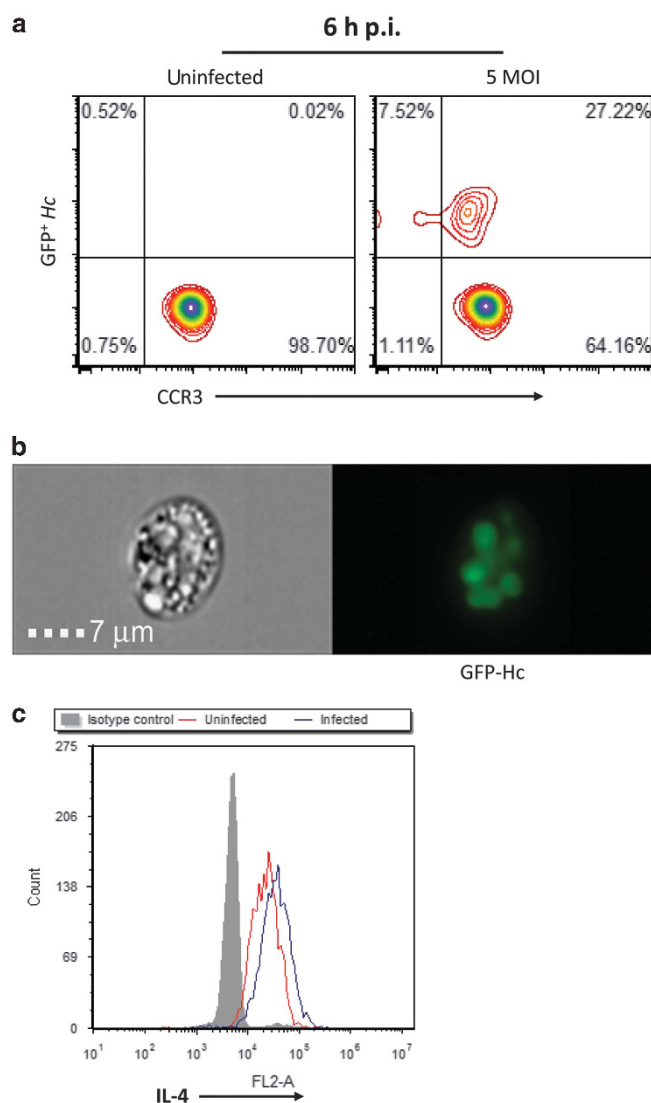 a
6 h p.i.
Uninfected
5 MOI
0.52%
0.02%
7.52%
27.22%
GFP⁺ Hc
0.75%
98.70%
1.11%
64.16%
CCR3
b
7 μm
GFP-Hc
c
Isotype control Uninfected Infected
275
206
138
69
0
Count
10¹ 10² 10³ 10⁴ 10⁵ 10⁶ 10⁷
FL2-A
IL-4